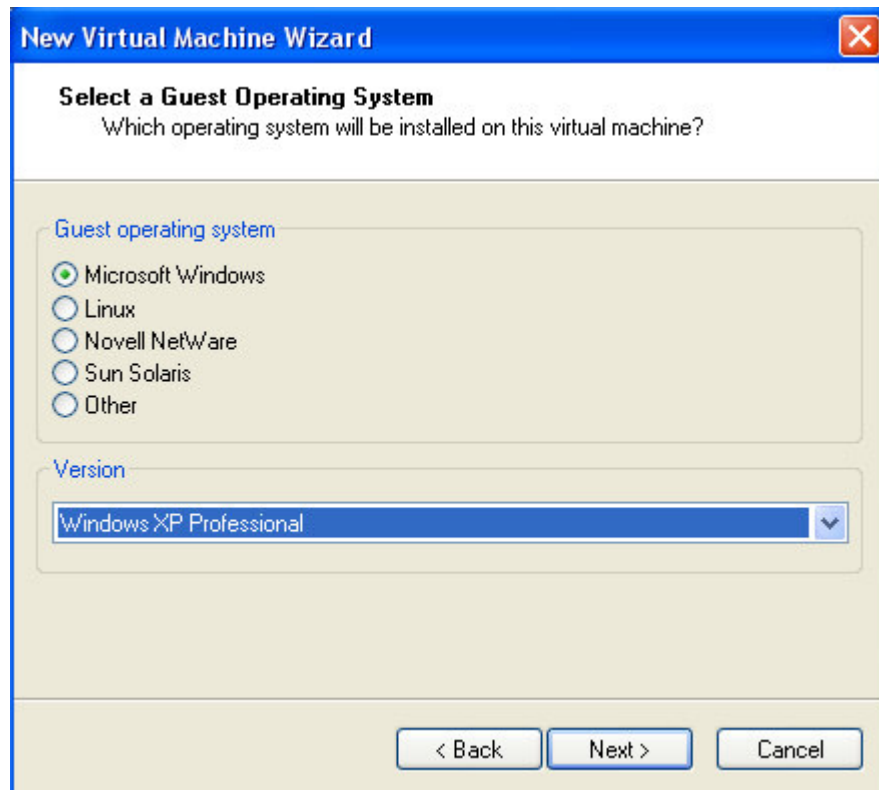 New Virtual Machine Wizard
Select a Guest Operating System
Which operating system will be installed on this virtual machine?
Guest operating system
Microsoft Windows
Linux
Novell NetWare
Sun Solaris
Other
Version
Windows XP Professional
< Back Next > Cancel